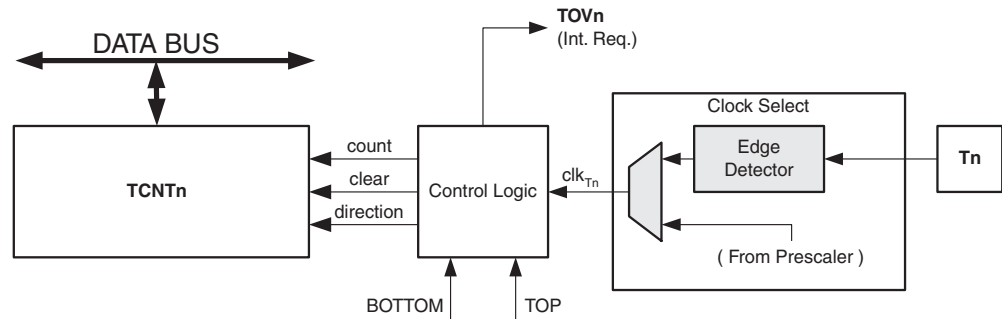 TOVn
(Int. Req.)
DATA BUS
Clock Select
count
Edge
Detector
Tn
TCNTn
clear
Control Logic
clkTn
direction
( From Prescaler )
BOTTOM
TOP